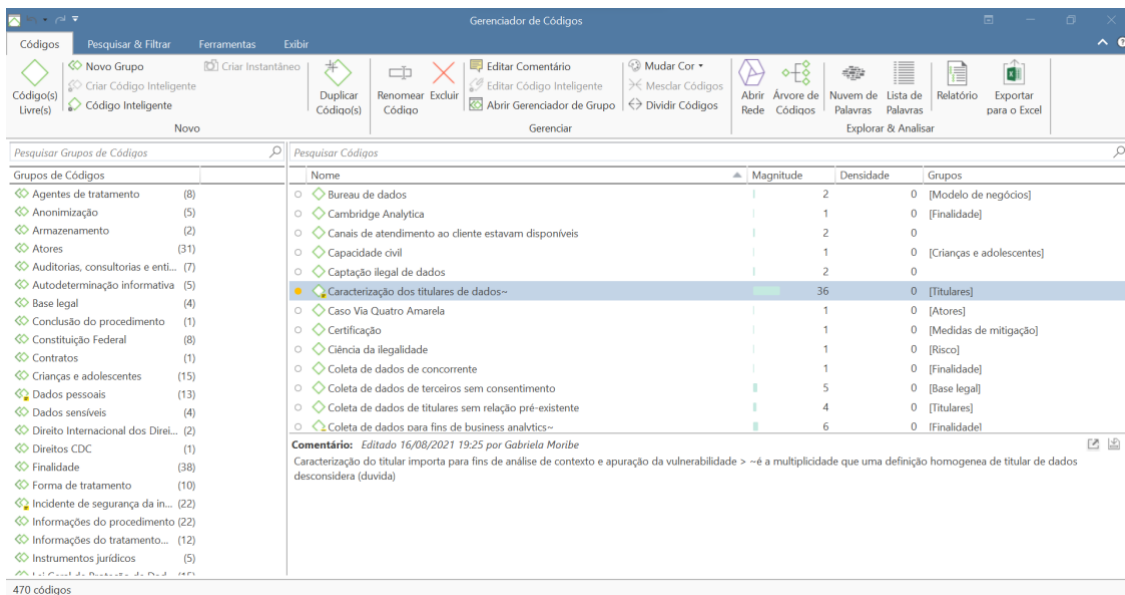 Gerenciador de Códigos
Códigos Pesquisar & Filtrar Ferramentas Exibir
Código(s) Livre(s)
Novo Grupo
Criar Código Inteligente
Código Inteligente
Criar Instantâneo
Novo
Duplicar Código(s)
Renomear Código
Excluir
Editar Comentário
Editar Código Inteligente
Abrir Gerenciador de Grupo
Mudar Cor
Mesclar Códigos
Dividir Códigos
Gerenciar
Abrir Rede
Árvore de Códigos
Nuvem de Palavras
Lista de Palavras
Relatório
Exportar para o Excel
Explorar & Analisar
Pesquisar Grupos de Códigos
Grupos de Códigos
Agentes de tratamento (8)
Anonimização (5)
Armazenamento (2)
Atores (31)
Auditorias, consultorias e enti... (7)
Autodeterminação informativa (5)
Base legal (4)
Conclusão do procedimento (1)
Constituição Federal (8)
Contratos (1)
Crianças e adolescentes (15)
Dados pessoais (13)
Dados sensíveis (4)
Direito Internacional dos Direi... (2)
Direitos CDC (1)
Finalidade (38)
Forma de tratamento (10)
Incidente de segurança da in... (22)
Informações do procedimento (22)
Informações do tratamento... (12)
Instrumentos jurídicos (5)
Pesquisar Códigos
Nome Magnitude Densidade Grupos
Bureau de dados 2 0 [Modelo de negócios]
Cambridge Analytica 1 0 [Finalidade]
Canais de atendimento ao cliente estavam disponíveis 2 0
Capacidade civil 1 0 [Crianças e adolescentes]
Captação ilegal de dados 2 0
Caracterização dos titulares de dados~ 36 0 [Titulares]
Caso Via Quatro Amarela 1 0 [Atores]
Certificação 1 0 [Medidas de mitigação]
Ciência da ilegalidade 1 0 [Risco]
Coleta de dados de concorrente 1 0 [Finalidade]
Coleta de dados de terceiros sem consentimento 5 0 [Base legal]
Coleta de dados de titulares sem relação pré-existente 4 0 [Titulares]
Coleta de dados para fins de business analytics~ 6 0 [Finalidade]
Comentário: Editado 16/08/2021 19:25 por Gabriela Moribe
Caracterização do titular importa para fins de análise de contexto e apuração da vulnerabilidade > ~é a multiplicidade que uma definição homogenea de titular de dados
desconsidera (duvida)
470 códigos